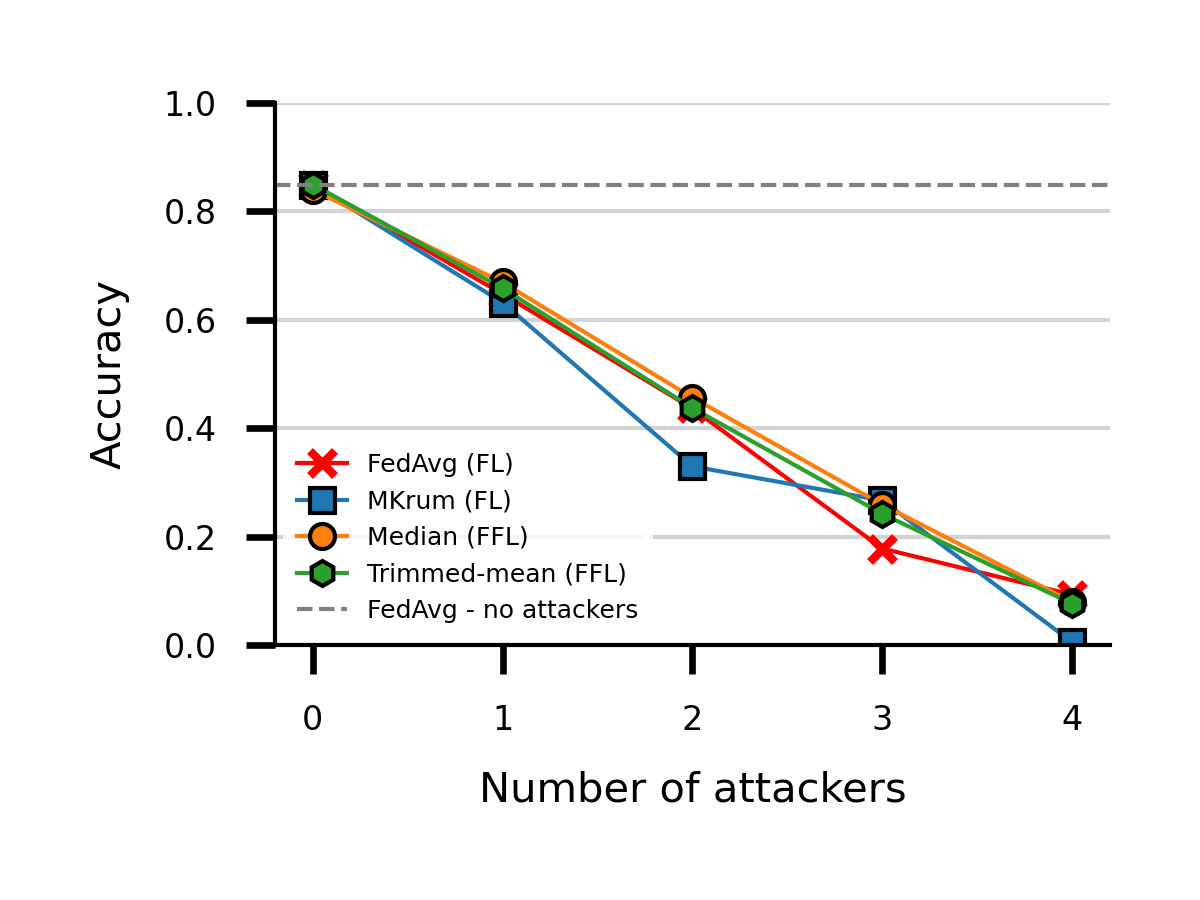 1.0
0.8
0.6
0.4
0.2
0.0
Accuracy
FedAvg (FL)
MKrum (FL)
Median (FFL)
Trimmed-mean (FFL)
FedAvg - no attackers
0 1 2 3 4
Number of attackers